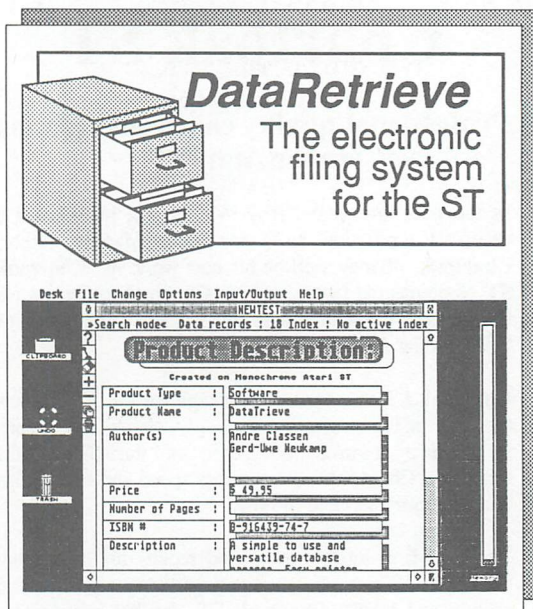 DataRetrieve
The electronic
filing system
for the ST
Desk File Change Options Input/Output Help
NEWTEST
»Search mode« Data records : 18 Index : No active index
Product Description:
Created on Monochrome Atari ST
CLIPBOARD
UNDO
TRASH
Product Type : Software
Product Name : DataTrieve
Author(s) : Andre Classen
Gerd-Uwe Neukamp
Price : $ 49.95
Number of Pages :
ISBN # : 0-916439-74-7
Description : A simple to use and
versatile database